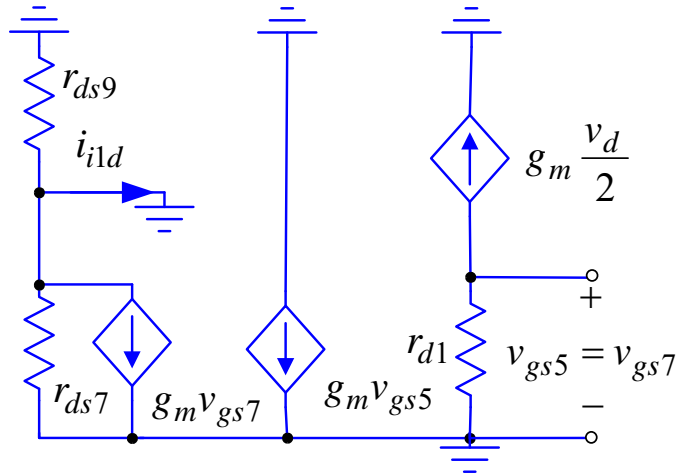 r_{ds9}
i_{i1d}
g_m \frac{v_d}{2}
+
r_{d1}
v_{gs5} = v_{gs7}
r_{ds7}
g_m v_{gs7}
g_m v_{gs5}
−